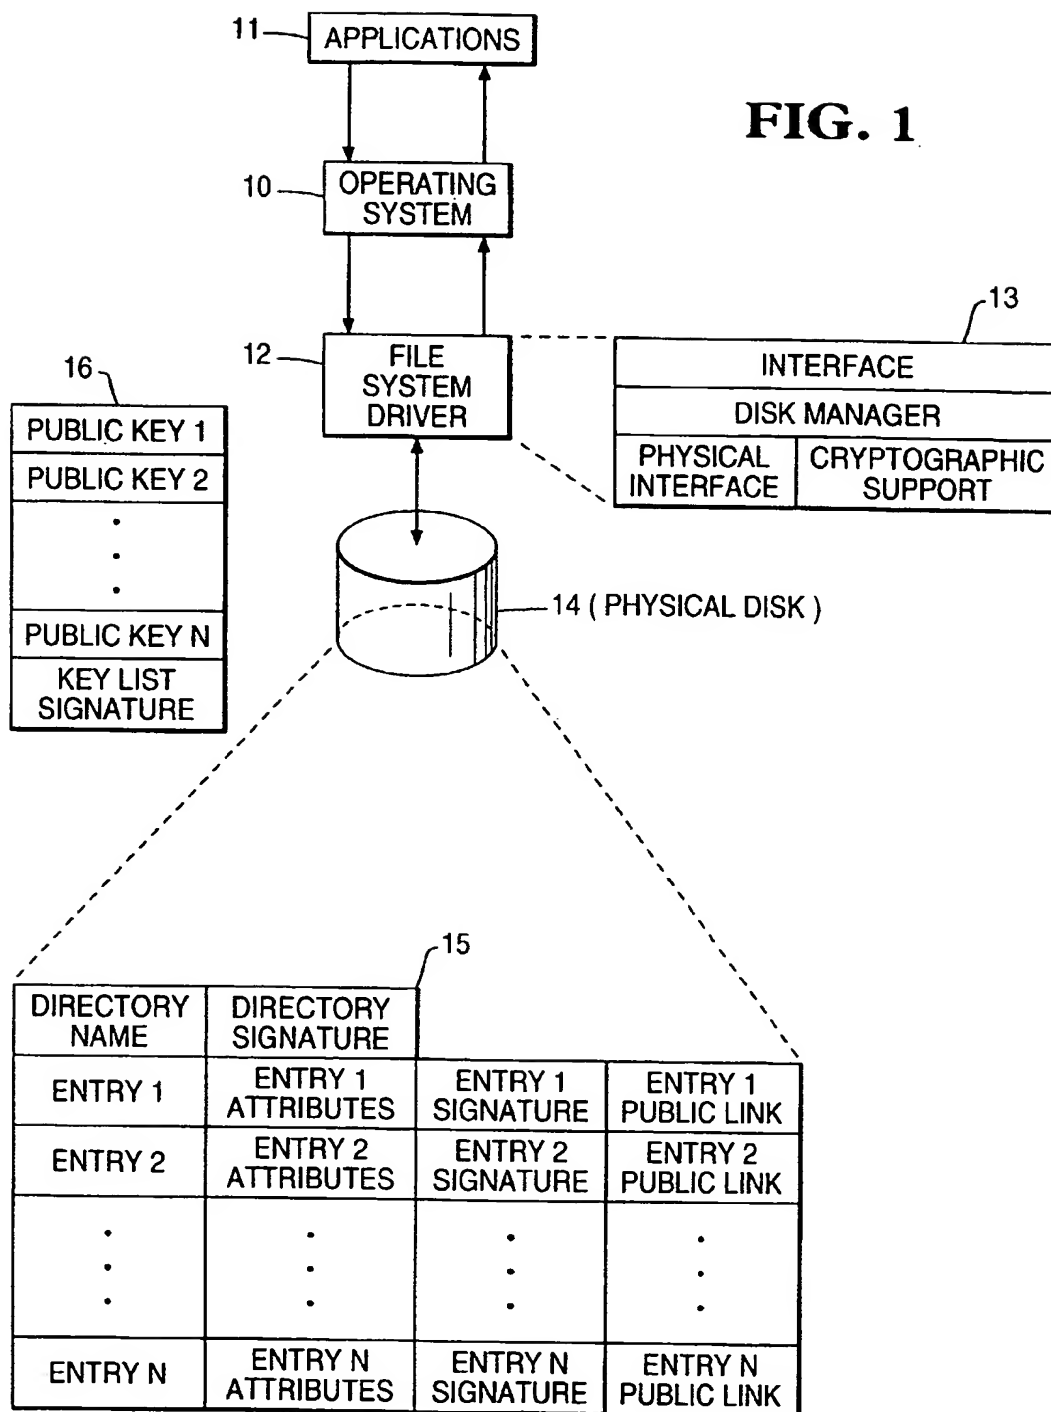 11
APPLICATIONS
FIG. 1
10
OPERATING
SYSTEM
13
12
FILE
SYSTEM
DRIVER
INTERFACE
DISK MANAGER
PHYSICAL
INTERFACE
CRYPTOGRAPHIC
SUPPORT
16
PUBLIC KEY 1
PUBLIC KEY 2
PUBLIC KEY N
KEY LIST
SIGNATURE
14 ( PHYSICAL DISK )
15
DIRECTORY
NAME
DIRECTORY
SIGNATURE
ENTRY 1
ENTRY 1
ATTRIBUTES
ENTRY 1
SIGNATURE
ENTRY 1
PUBLIC LINK
ENTRY 2
ENTRY 2
ATTRIBUTES
ENTRY 2
SIGNATURE
ENTRY 2
PUBLIC LINK
ENTRY N
ENTRY N
ATTRIBUTES
ENTRY N
SIGNATURE
ENTRY N
PUBLIC LINK